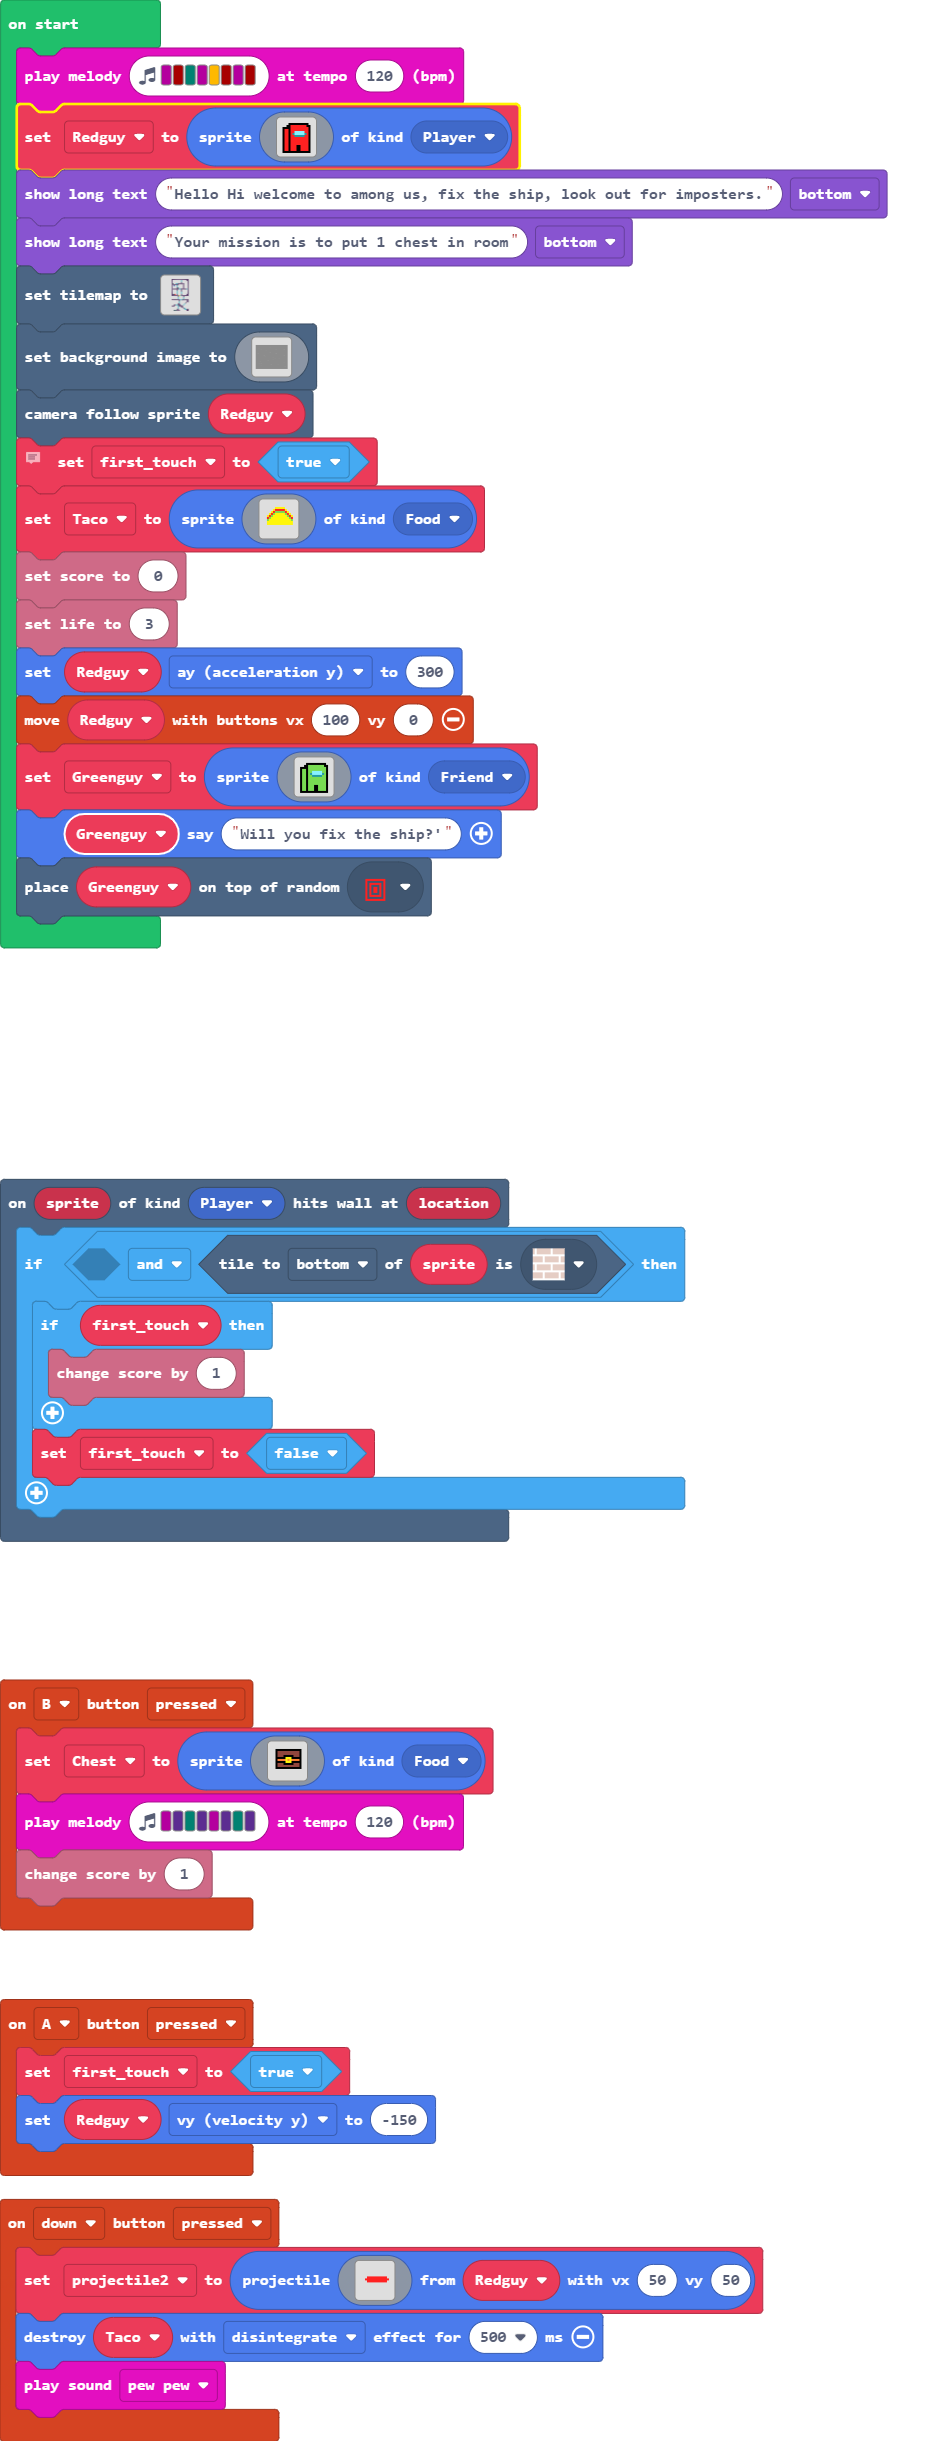 on start
play melody at tempo 120 (bpm)
set Redguy to sprite of kind Player
show long text "Hello Hi welcome to among us, fix the ship, look out for imposters." bottom
show long text "Your mission is to put 1 chest in room" bottom
set tilemap to
set background image to
camera follow sprite Redguy
set first_touch to true
set Taco to sprite of kind Food
set score to 0
set life to 3
set Redguy ay (acceleration y) to 300
move Redguy with buttons vx 100 vy 0
set Greenguy to sprite of kind Friend
Greenguy say "Will you fix the ship?'"
place Greenguy on top of random
on sprite of kind Player hits wall at location
if and tile to bottom of sprite is then
if first_touch then
change score by 1
set first_touch to false
on B button pressed
set Chest to sprite of kind Food
play melody at tempo 120 (bpm)
change score by 1
on A button pressed
set first_touch to true
set Redguy vy (velocity y) to -150
on down button pressed
set projectile2 to projectile from Redguy with vx 50 vy 50
destroy Taco with disintegrate effect for 500 ms
play sound pew pew